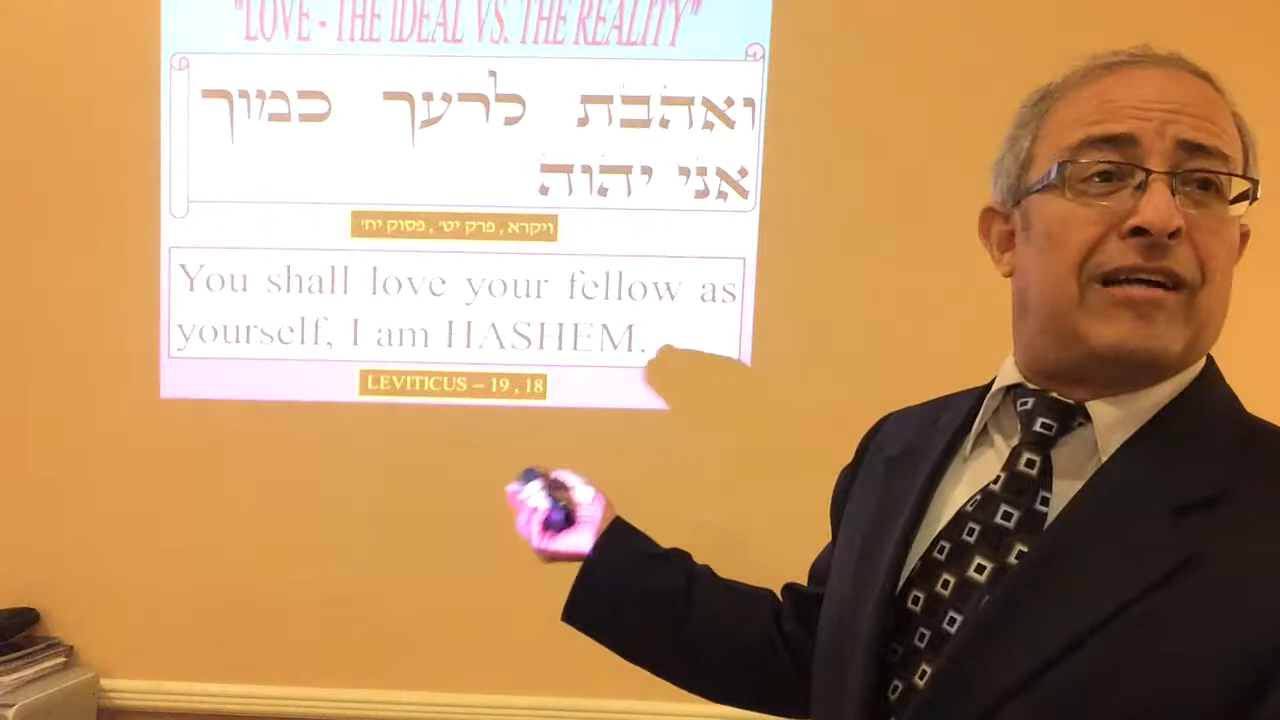 "LOVE - THE IDEAL VS. THE REALITY"
ואהבת לרעך כמוך
אני יהוה
ויקרא, פרק יט', פסוק יח'
You shall love your fellow as
yourself, I am HASHEM.
LEVITICUS – 19, 18